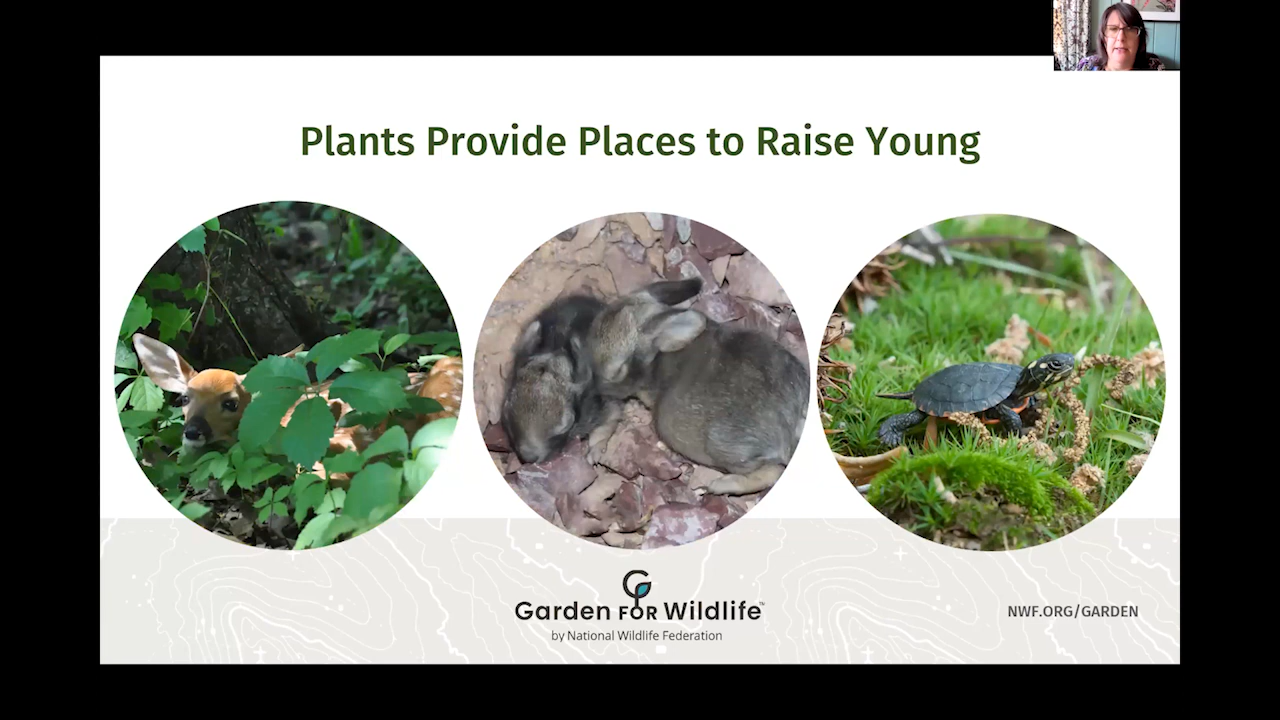 Plants Provide Places to Raise Young
Garden FOR Wildlife™
by National Wildlife Federation
NWF.ORG/GARDEN